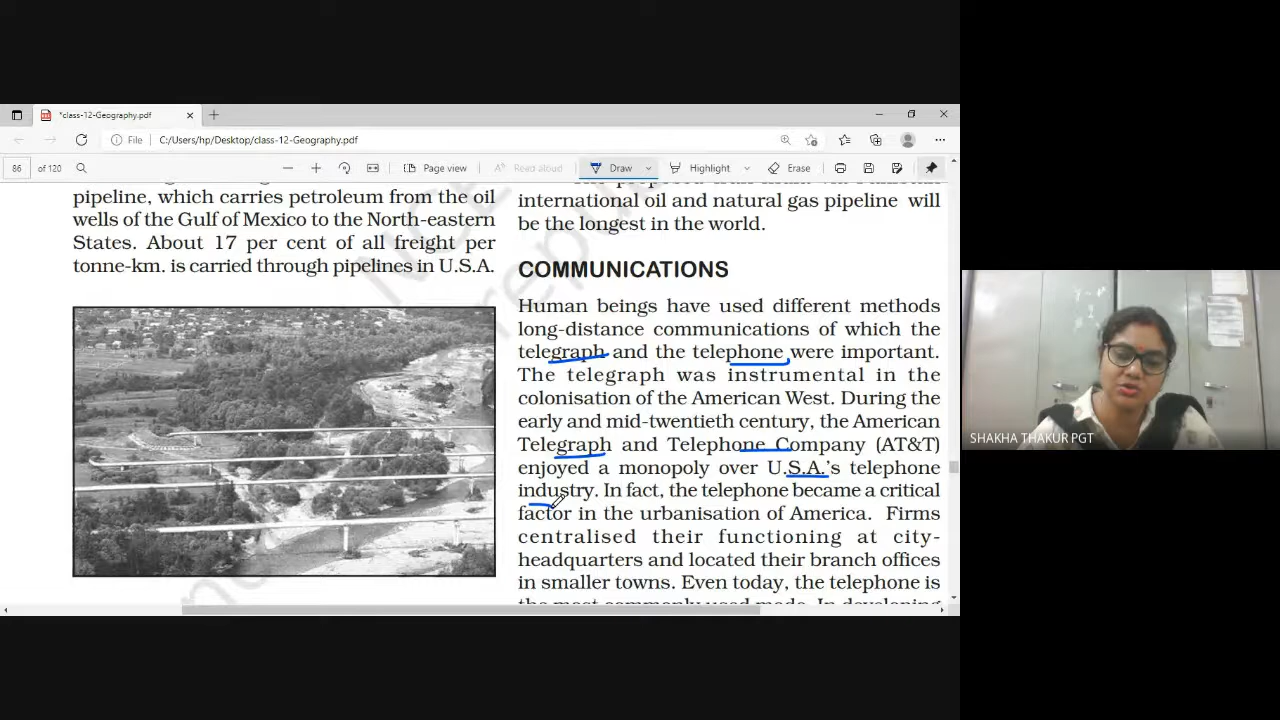 *class-12-Geography.pdf
File C:/Users/hp/Desktop/class-12-Geography.pdf
86 of 120 Page view Read aloud Draw Highlight Erase
pipeline, which carries petroleum from the oil
wells of the Gulf of Mexico to the North-eastern
States. About 17 per cent of all freight per
tonne-km. is carried through pipelines in U.S.A.
international oil and natural gas pipeline will
be the longest in the world.
COMMUNICATIONS
Human beings have used different methods
long-distance communications of which the
telegraph and the telephone were important.
The telegraph was instrumental in the
colonisation of the American West. During the
early and mid-twentieth century, the American
Telegraph and Telephone Company (AT&T)
enjoyed a monopoly over U.S.A.'s telephone
industry. In fact, the telephone became a critical
factor in the urbanisation of America. Firms
centralised their functioning at city-
headquarters and located their branch offices
in smaller towns. Even today, the telephone is
the most commonly used mode. In developing
SHAKHA THAKUR PGT